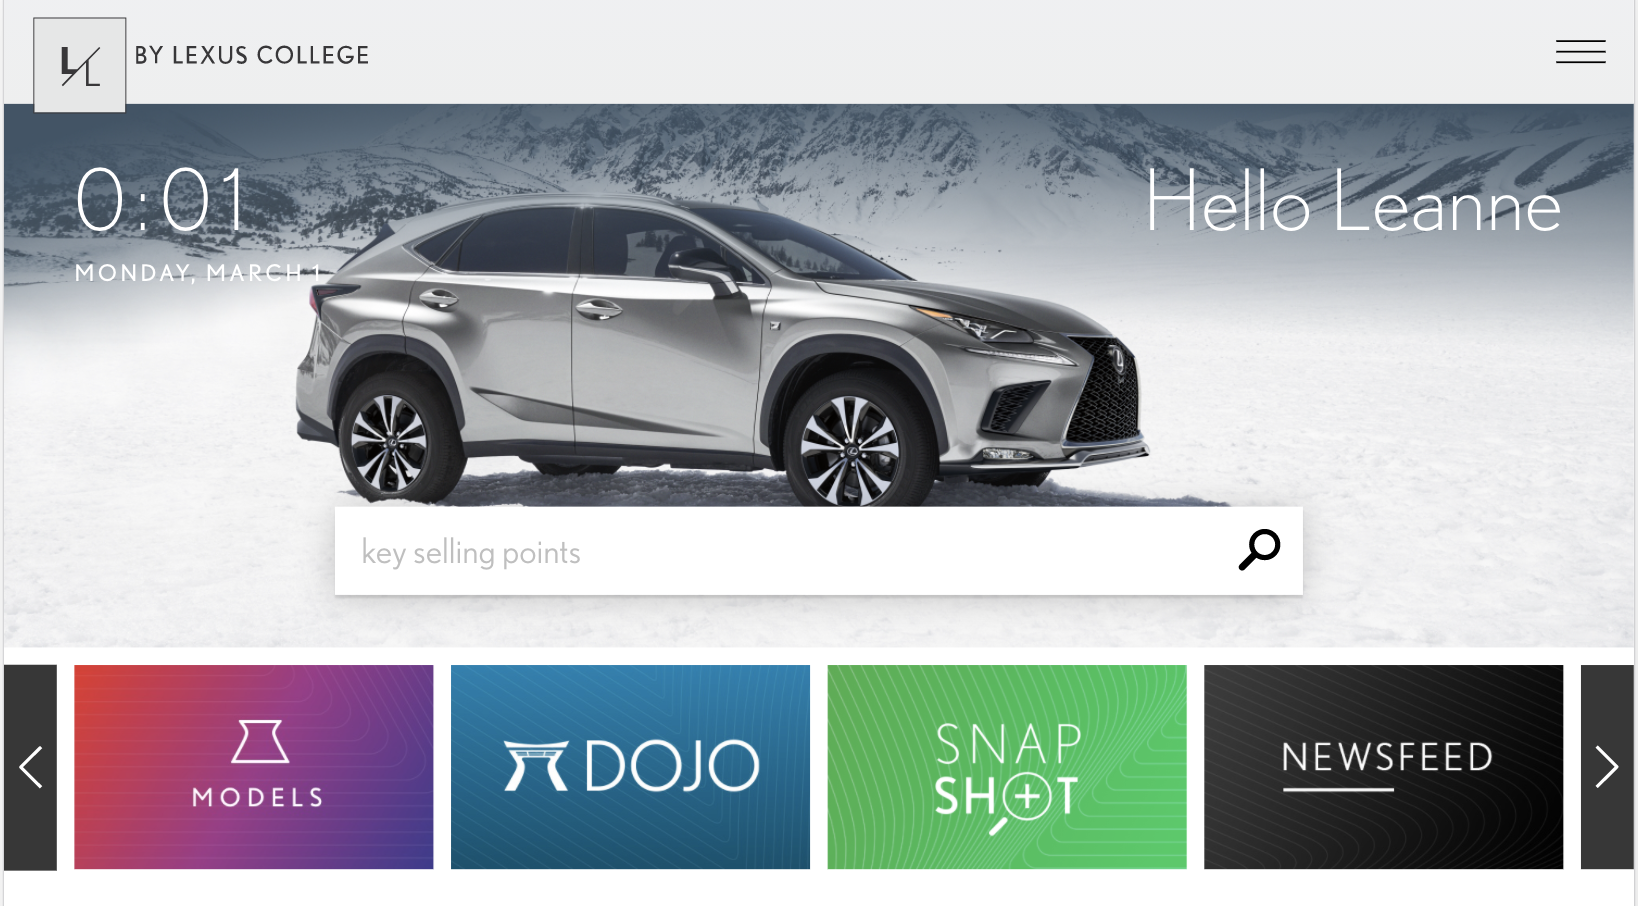 L/L BY LEXUS COLLEGE
0:01
MONDAY, MARCH 1
Hello Leanne
key selling points
MODELS
DOJO
SNAP
SHOT
NEWSFEED